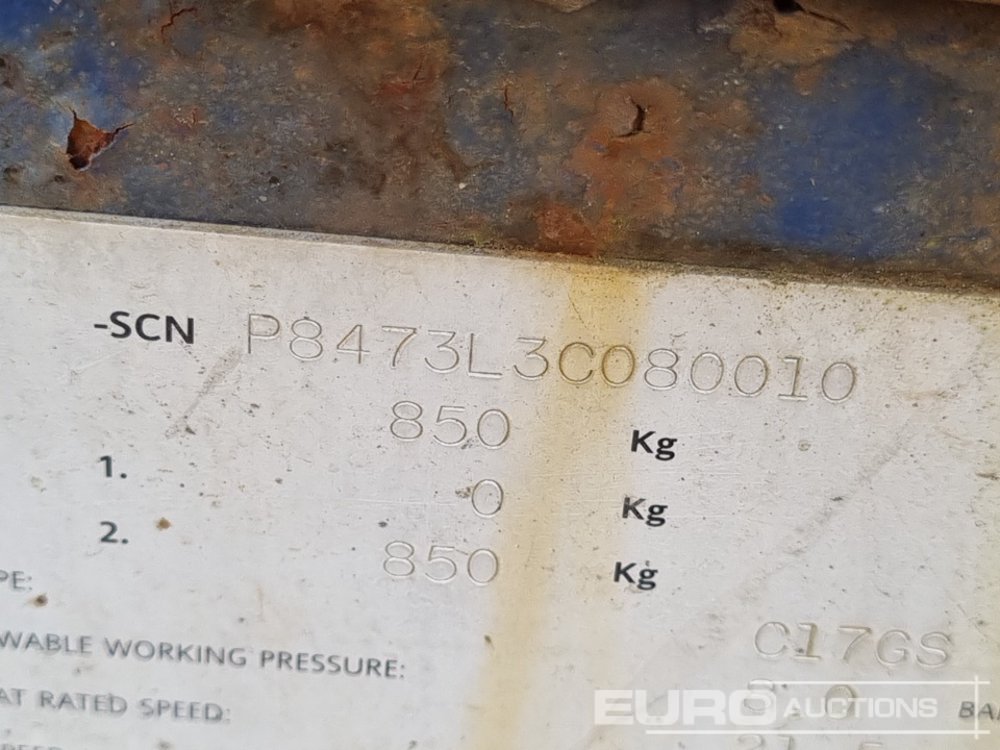 -SCN P8473L3C080010
850 Kg
1. 0 Kg
2. 850 Kg
PE: C17GS
WABLE WORKING PRESSURE: BA
AT RATED SPEED:
EURO AUCTIONS